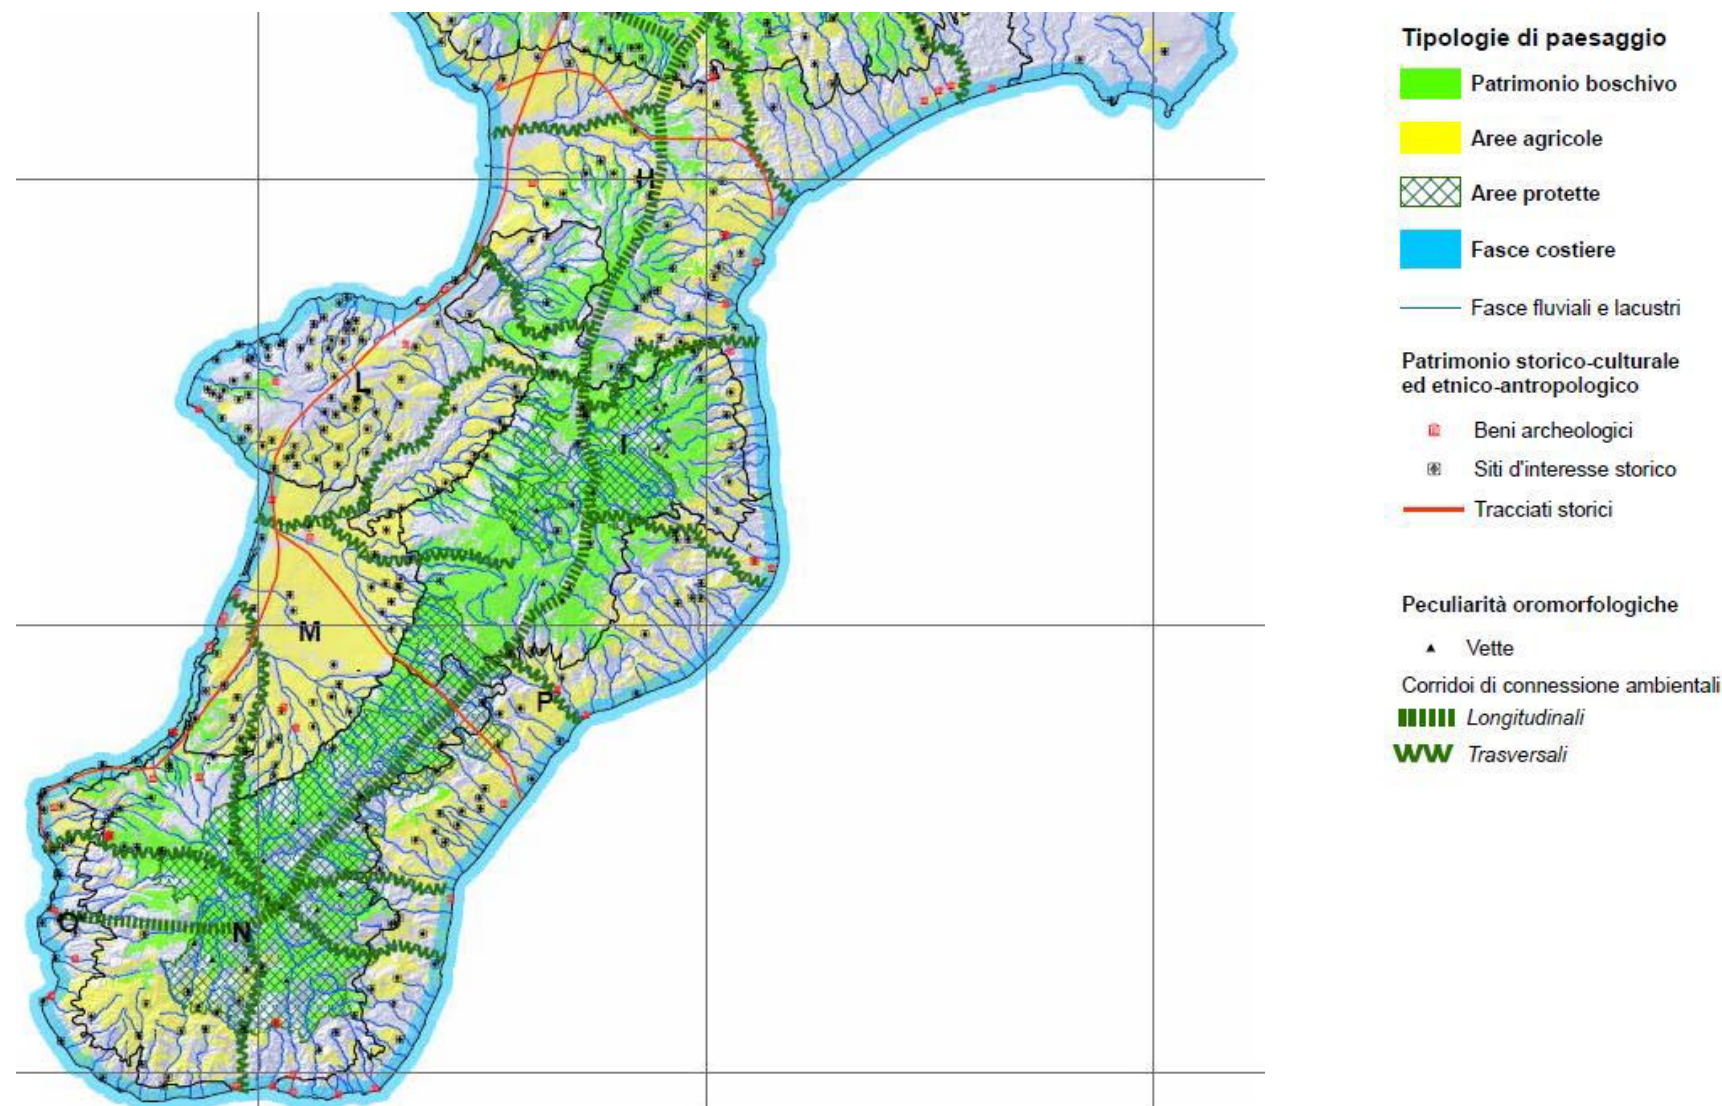 Tipologie di paesaggio
Patrimonio boschivo
Aree agricole
Aree protette
Fasce costiere
Fasce fluviali e lacustri
Patrimonio storico-culturale
ed etnico-antropologico
Beni archeologici
Siti d'interesse storico
Tracciati storici
Peculiarità oromorfologiche
Vette
Corridoi di connessione ambientali
Longitudinali
Trasversali
H
L
I
M
P
O
N